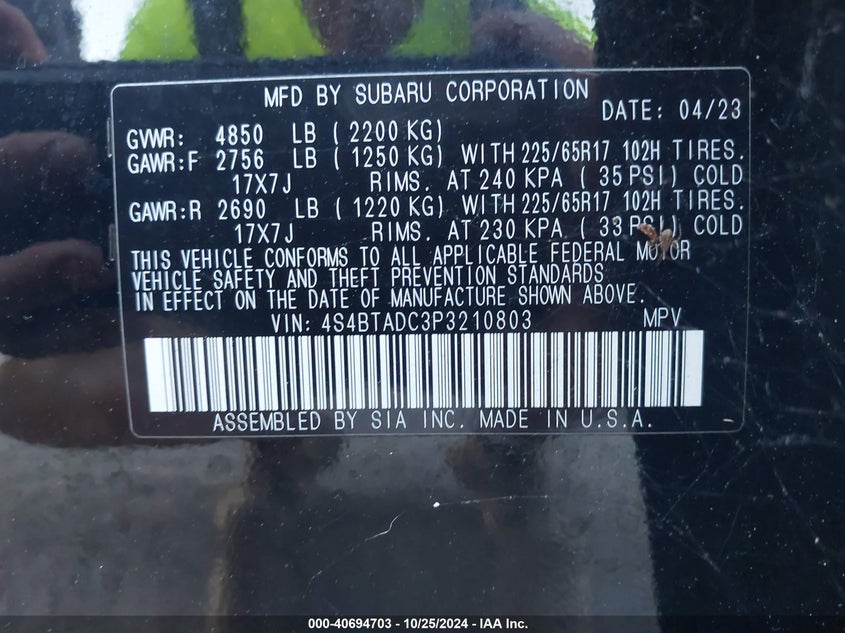 MFD BY SUBARU CORPORATION
DATE: 04/23
GVWR: 4850 LB ( 2200 KG)
GAWR:F 2756 LB ( 1250 KG) WITH 225/65R17 102H TIRES.
17X7J RIMS. AT 240 KPA ( 35 PSI) COLD
GAWR:R 2690 LB ( 1220 KG) WITH 225/65R17 102H TIRES.
17X7J RIMS. AT 230 KPA ( 33 PSI) COLD
THIS VEHICLE CONFORMS TO ALL APPLICABLE FEDERAL MOTOR
VEHICLE SAFETY AND THEFT PREVENTION STANDARDS
IN EFFECT ON THE DATE OF MANUFACTURE SHOWN ABOVE.
VIN: 4S4BTADC3P3210803 MPV
ASSEMBLED BY SIA INC. MADE IN U.S.A.
000-40694703 - 10/25/2024 - IAA Inc.